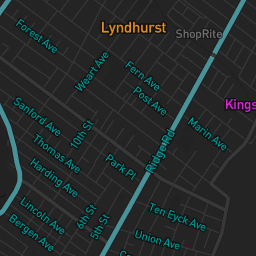 Lyndhurst
ShopRite
Forest Ave
Weart Ave
Fern Ave
Post Ave
Kings
Sanford Ave
10th St
Marin Ave
Thomas Ave
Ridge Rd
Park Pl
Harding Ave
Lincoln Ave
6th St
Ten Eyck Ave
Bergen Ave
5th St
Union Ave